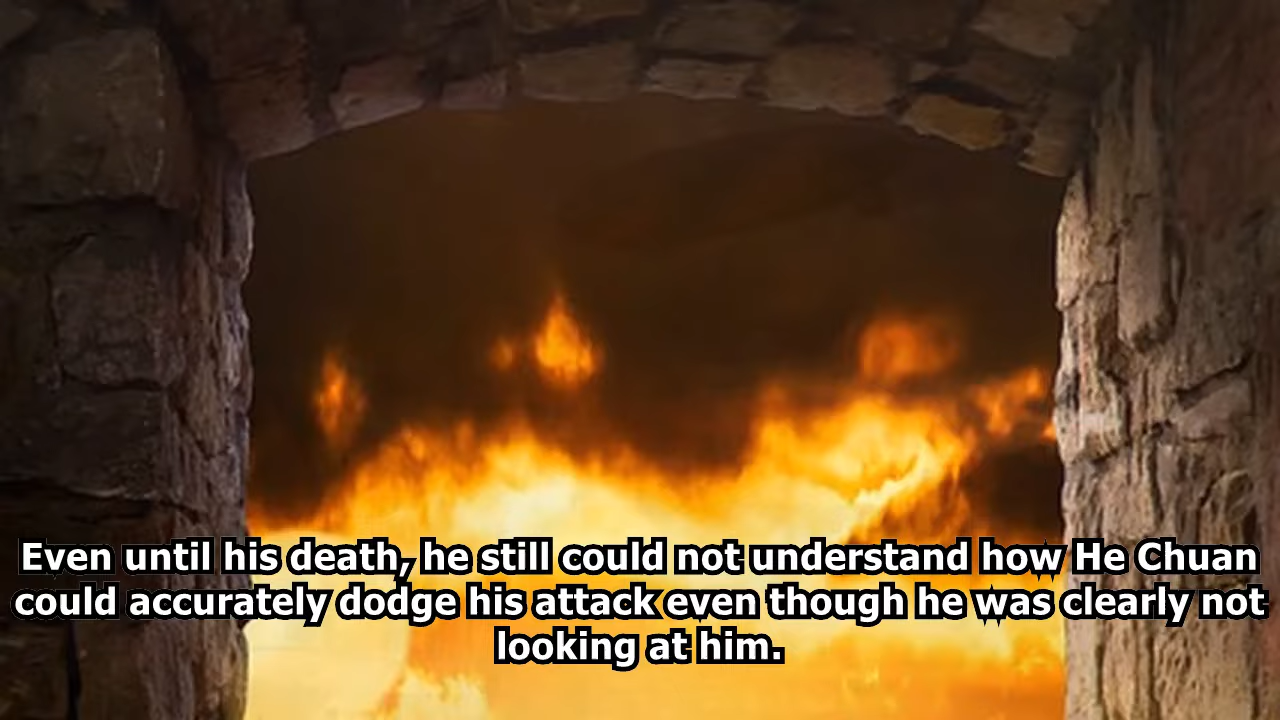 Even until his death, he still could not understand how He Chuan
could accurately dodge his attack even though he was clearly not
looking at him.